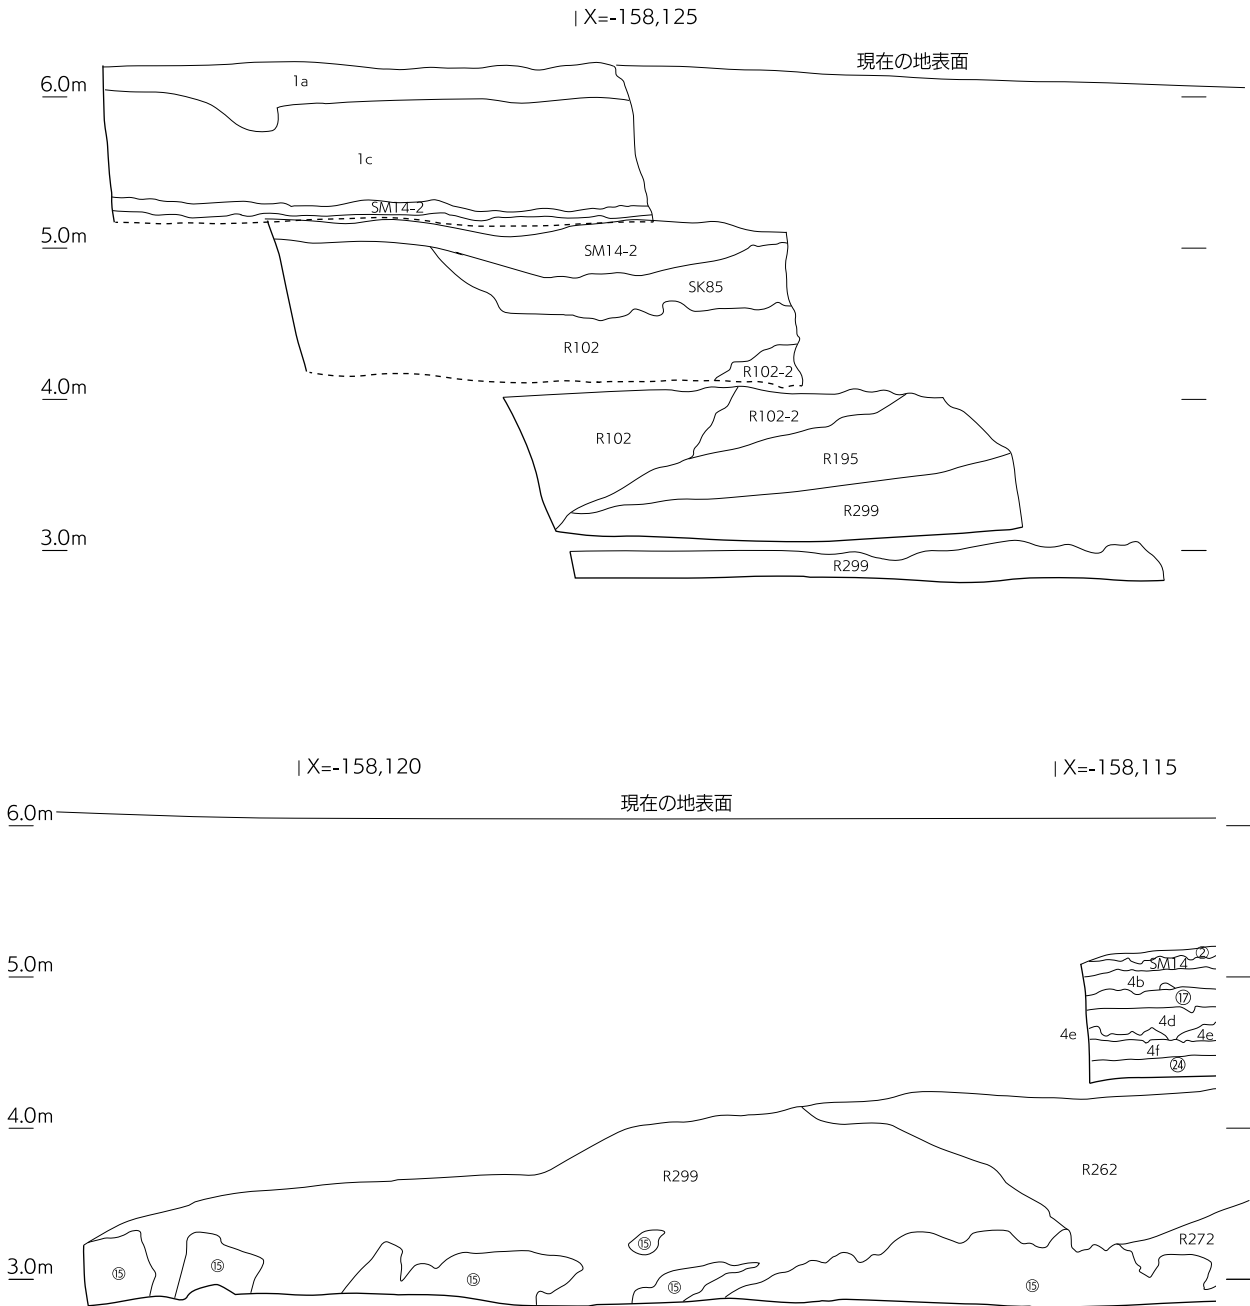 X=-158,125
現在の地表面
6.0m
1a
1c
SM14-2
5.0m
SM14-2
SK85
R102
R102-2
4.0m
R102-2
R102
R195
R299
3.0m
R299
X=-158,120
X=-158,115
現在の地表面
6.0m
②
5.0m
SM14
4b
⑰
4d
4e
4e
4f
㉔
4.0m
R299
R262
R272
⑮
3.0m
⑮
⑮
⑮
⑮
⑮